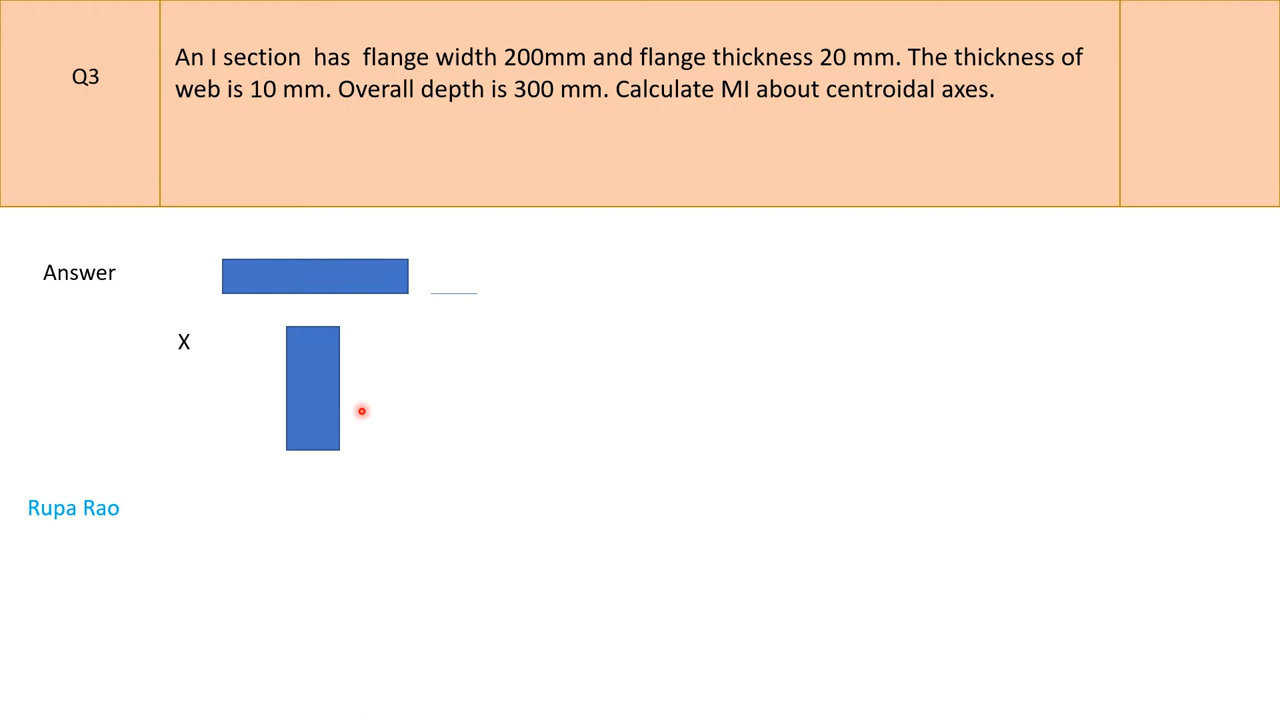 Q3
An I section  has  flange width 200mm and flange thickness 20 mm. The thickness of
web is 10 mm. Overall depth is 300 mm. Calculate MI about centroidal axes.
Answer
X
Rupa Rao